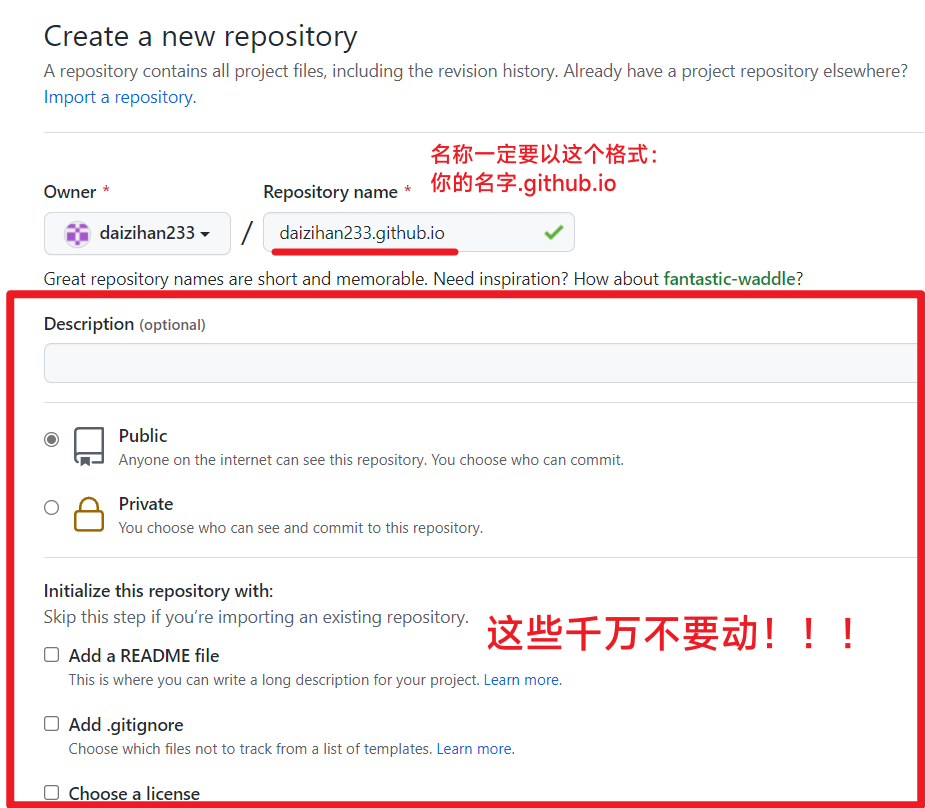 Create a new repository
A repository contains all project files, including the revision history. Already have a project repository elsewhere?
Import a repository.
名称一定要以这个格式：
你的名字.github.io
Owner * Repository name *
daizihan233 / daizihan233.github.io
Great repository names are short and memorable. Need inspiration? How about fantastic-waddle?
Description (optional)
Public
Anyone on the internet can see this repository. You choose who can commit.
Private
You choose who can see and commit to this repository.
Initialize this repository with:
Skip this step if you’re importing an existing repository.
这些千万不要动！！！
Add a README file
This is where you can write a long description for your project. Learn more.
Add .gitignore
Choose which files not to track from a list of templates. Learn more.
Choose a license